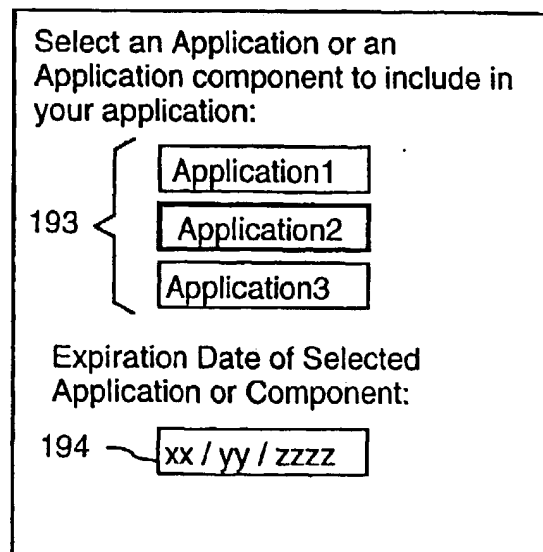 Select an Application or an
Application component to include in
your application:
Application1
193
Application2
Application3
Expiration Date of Selected
Application or Component:
194
xx / yy / zzzz